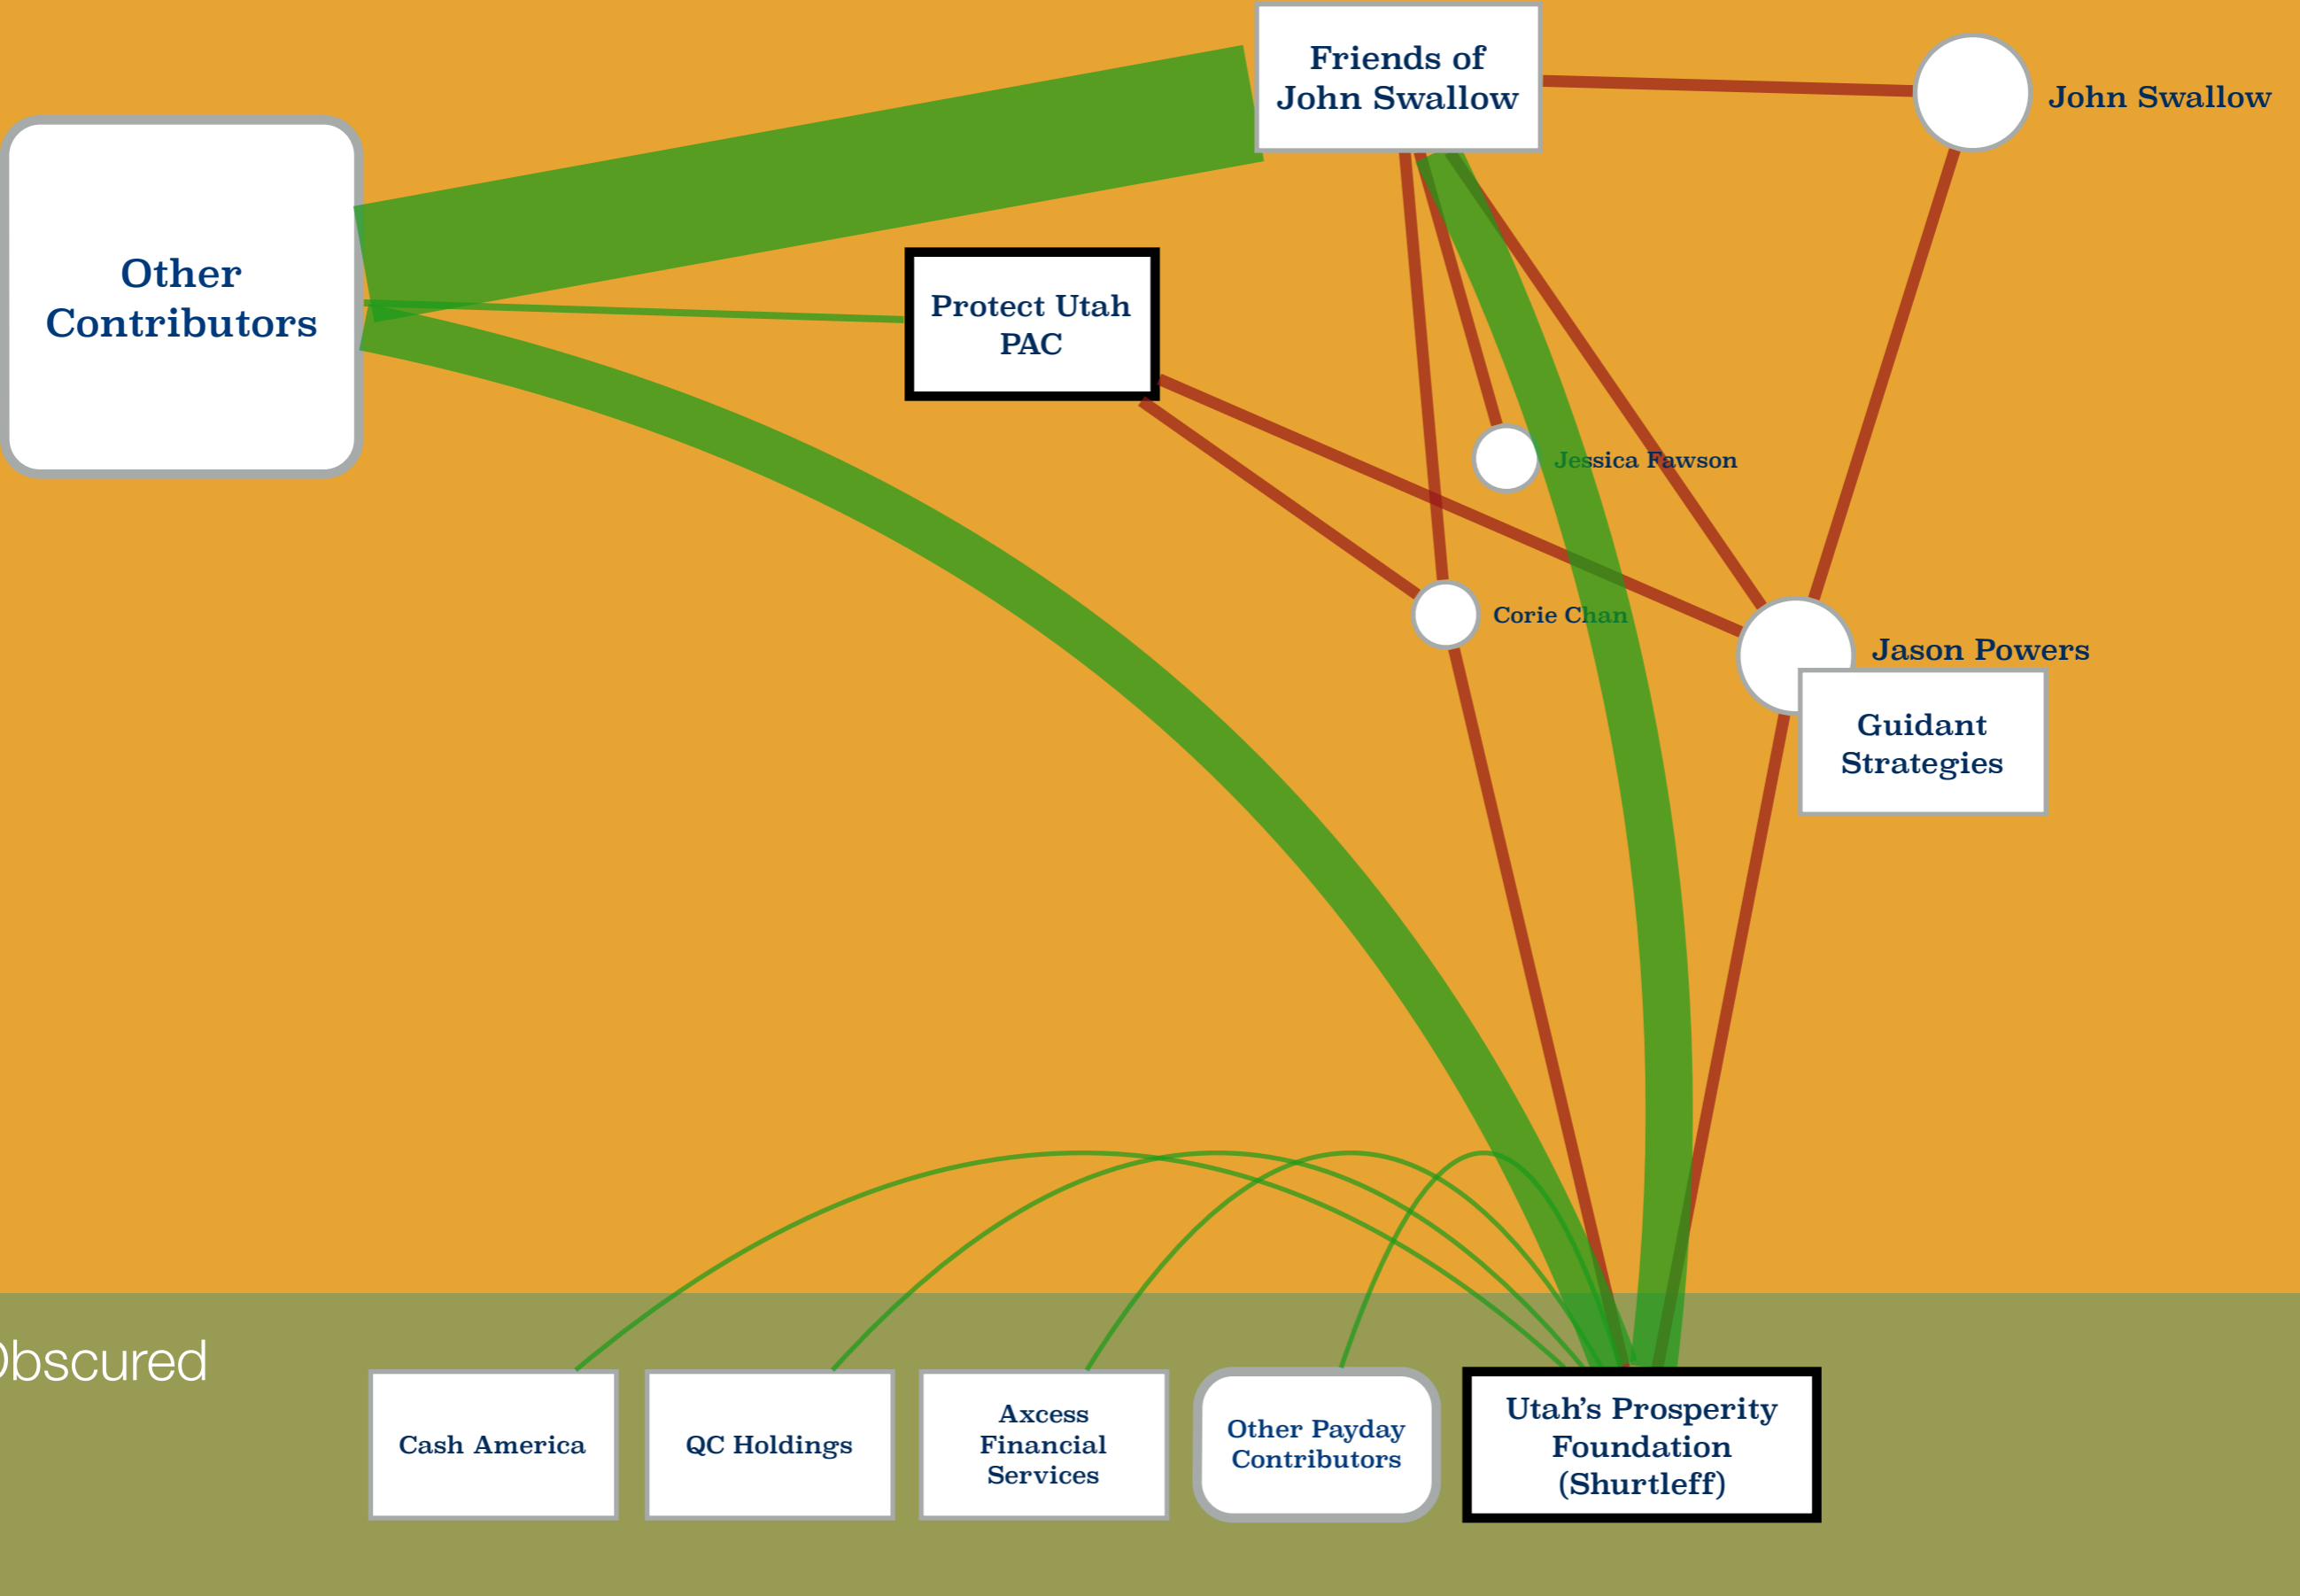 Friends of
John Swallow
John Swallow
Other
Contributors
Protect Utah
PAC
Jessica Fawson
Corie Chan
Jason Powers
Guidant
Strategies
Obscured
Cash America
QC Holdings
Axcess
Financial
Services
Other Payday
Contributors
Utah’s Prosperity
Foundation
(Shurtleff)